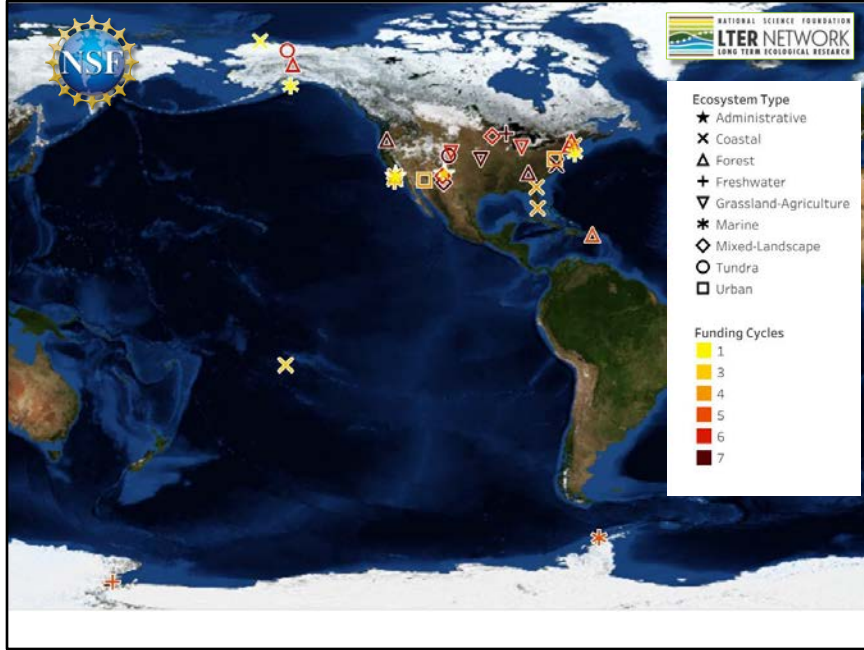 NSF
NATIONAL SCIENCE FOUNDATION
LTER NETWORK
LONG TERM ECOLOGICAL RESEARCH
Ecosystem Type
Administrative
Coastal
Forest
Freshwater
Grassland-Agriculture
Marine
Mixed-Landscape
Tundra
Urban
Funding Cycles
1
3
4
5
6
7